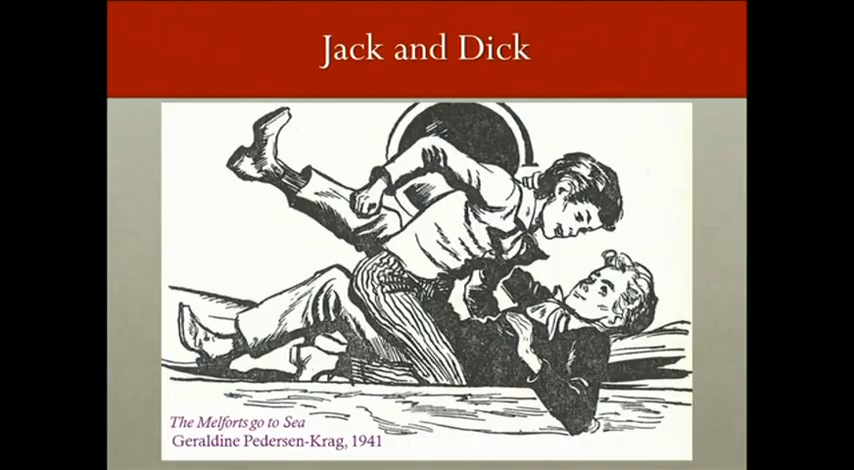 Jack and Dick
The Melforts go to Sea
Geraldine Pedersen-Krag, 1941